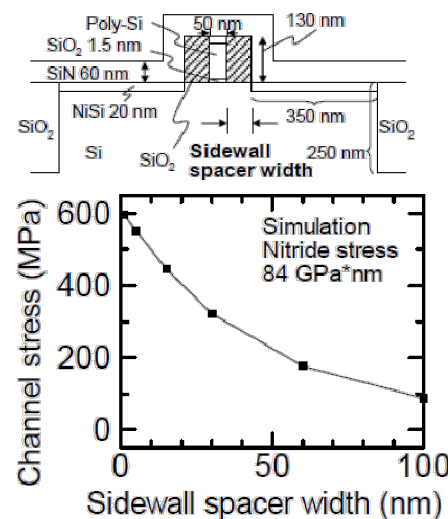 Poly-Si
50 nm
130 nm
SiO2 1.5 nm
SiN 60 nm
NiSi 20 nm
350 nm
SiO2
SiO2
Si
250 nm
SiO2
Sidewall
spacer width
Simulation
Nitride stress
84 GPa*nm
Channel stress (MPa)
600
400
200
0
0
50
100
Sidewall spacer width (nm)